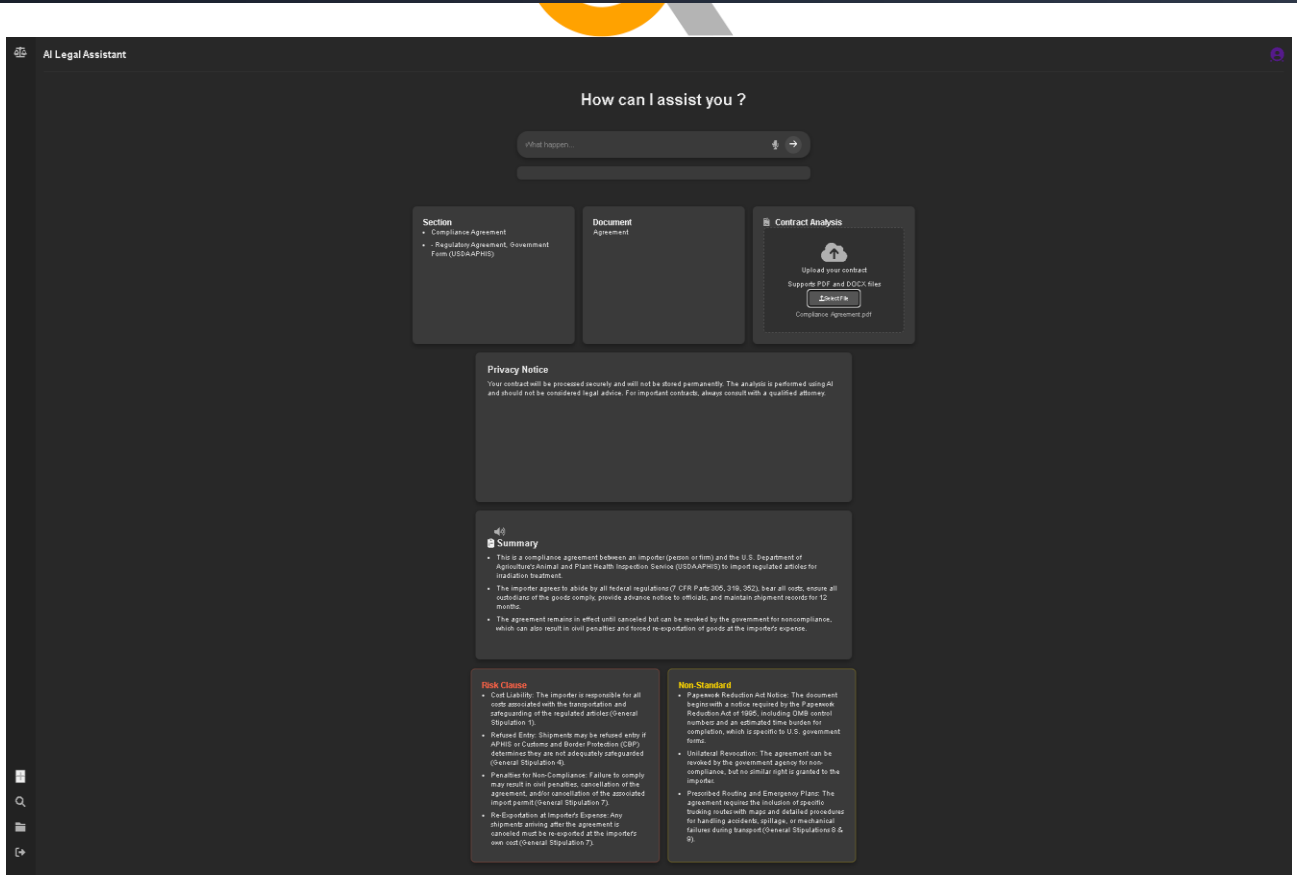 AI Legal Assistant
How can I assist you ?
What happen...
Section
• Compliance Agreement
• - Regulatory Agreement, Government
Form (USDAAPHIS)
Document
Agreement
Contract Analysis
Upload your contract
Supports PDF and DOCX files
Select File
Compliance Agreement.pdf
Privacy Notice
Your contract will be processed securely and will not be stored permanently. The analysis is performed using AI
and should not be considered legal advice. For important contracts, always consult with a qualified attorney.
Summary
• This is a compliance agreement between an importer (person or firm) and the U.S. Department of
Agriculture's Animal and Plant Health Inspection Service (USDAAPHIS) to import regulated articles for
irradiation treatment.
• The importer agrees to abide by all federal regulations (7 CFR Parts 305, 319, 352), bear all costs, ensure all
custodians of the goods comply, provide advance notice to officials, and maintain shipment records for 12
months.
• The agreement remains in effect until canceled but can be revoked by the government for noncompliance,
which can also result in civil penalties and forced re-exportation of goods at the importer's expense.
Risk Clause
• Cost Liability: The importer is responsible for all
costs associated with the transportation and
safeguarding of the regulated articles (General
Stipulation 1).
• Refused Entry: Shipments may be refused entry if
APHIS or Customs and Border Protection (CBP)
determines they are not adequately safeguarded
(General Stipulation 4).
• Penalties for Non-Compliance: Failure to comply
may result in civil penalties, cancellation of the
agreement, and/or cancellation of the associated
import permit (General Stipulation 7).
• Re-Exportation at Importer's Expense: Any
shipments arriving after the agreement is
canceled must be re-exported at the importer's
own cost (General Stipulation 7).
Non-Standard
• Paperwork Reduction Act Notice: The document
begins with a notice required by the Paperwork
Reduction Act of 1995, including OMB control
numbers and an estimated time burden for
completion, which is specific to U.S. government
forms.
• Unilateral Revocation: The agreement can be
revoked by the government agency for non-
compliance, but no similar right is granted to the
importer.
• Prescribed Routing and Emergency Plans: The
agreement requires the inclusion of specific
trucking routes with maps and detailed procedures
for handling accidents, spillage, or mechanical
failures during transport (General Stipulations 8 &
9).